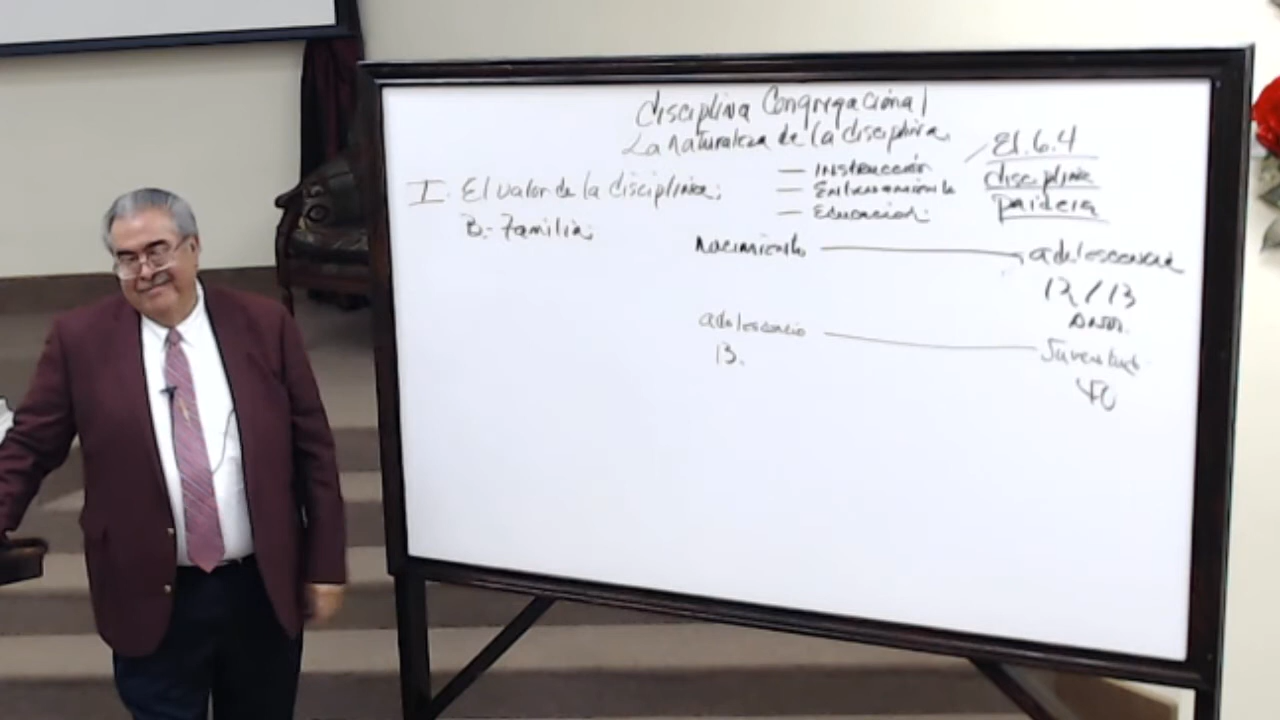 disciplina Congregacional
La naturaleza de la disciplina
Ef. 6.4
— Instrucción
disciplina
I. El valor de la disciplina;
— Entrenamiento
paideia
— Educación.
B.- Familia;
nacimiento adolescencia
12 / 13
adolescencia Juventud
13. 40